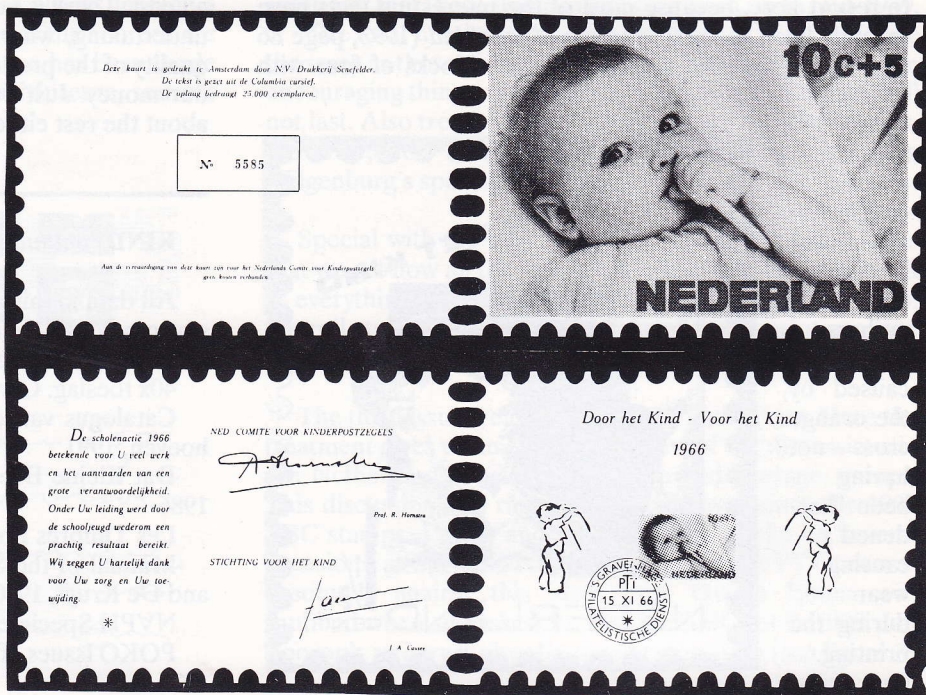 Deze kaart is gedrukt te Amsterdam door N.V. Drukkerij Senefelder.
De tekst is gezet uit de Columbia cursief.
De oplaag bedraagt 25.000 exemplaren.
No 5585
Aan de vervaardiging van deze kaart zijn voor het Nederlands Comite voor Kinderpostzegels
geen kosten verbonden
10c+5
NEDERLAND
De scholenactie 1966
betekende voor U veel werk
en het aanvaarden van een
grote verantwoordelijkheid.
Onder Uw leiding werd door
de schooljeugd wederom een
prachtig resultaat bereikt.
Wij zeggen U hartelijk dank
voor Uw zorg en Uw toe-
wijding.
*
NED. COMITE VOOR KINDERPOSTZEGELS
Prof. R. Hornstra
STICHTING VOOR HET KIND
Door het Kind - Voor het Kind
1966
10c+5
NEDERLAND
'S GRAVENHAGE
PTT
15 XI 66
FILATELISTISCHE DIENST